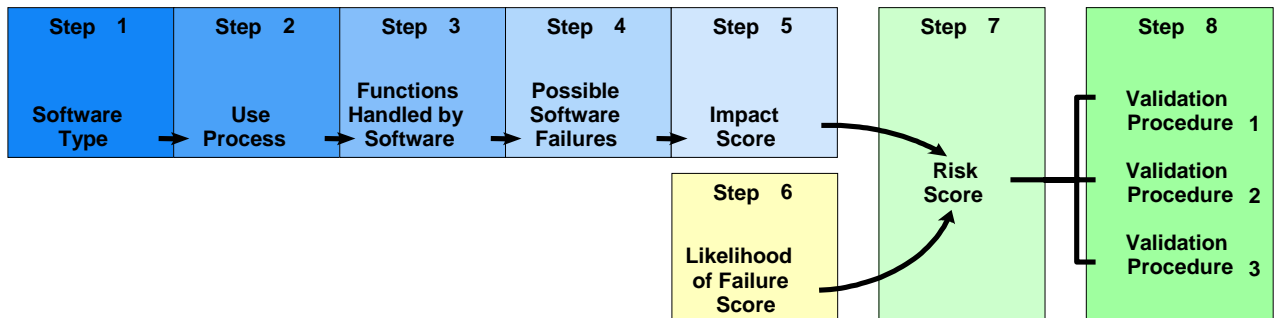 Step 1
Software
Type
Step 2
Use
Process
Step 3
Functions
Handled by
Software
Step 4
Possible
Software
Failures
Step 5
Impact
Score
Step 6
Likelihood
of Failure
Score
Step 7
Risk
Score
Step 8
Validation
Procedure 1
Validation
Procedure 2
Validation
Procedure 3